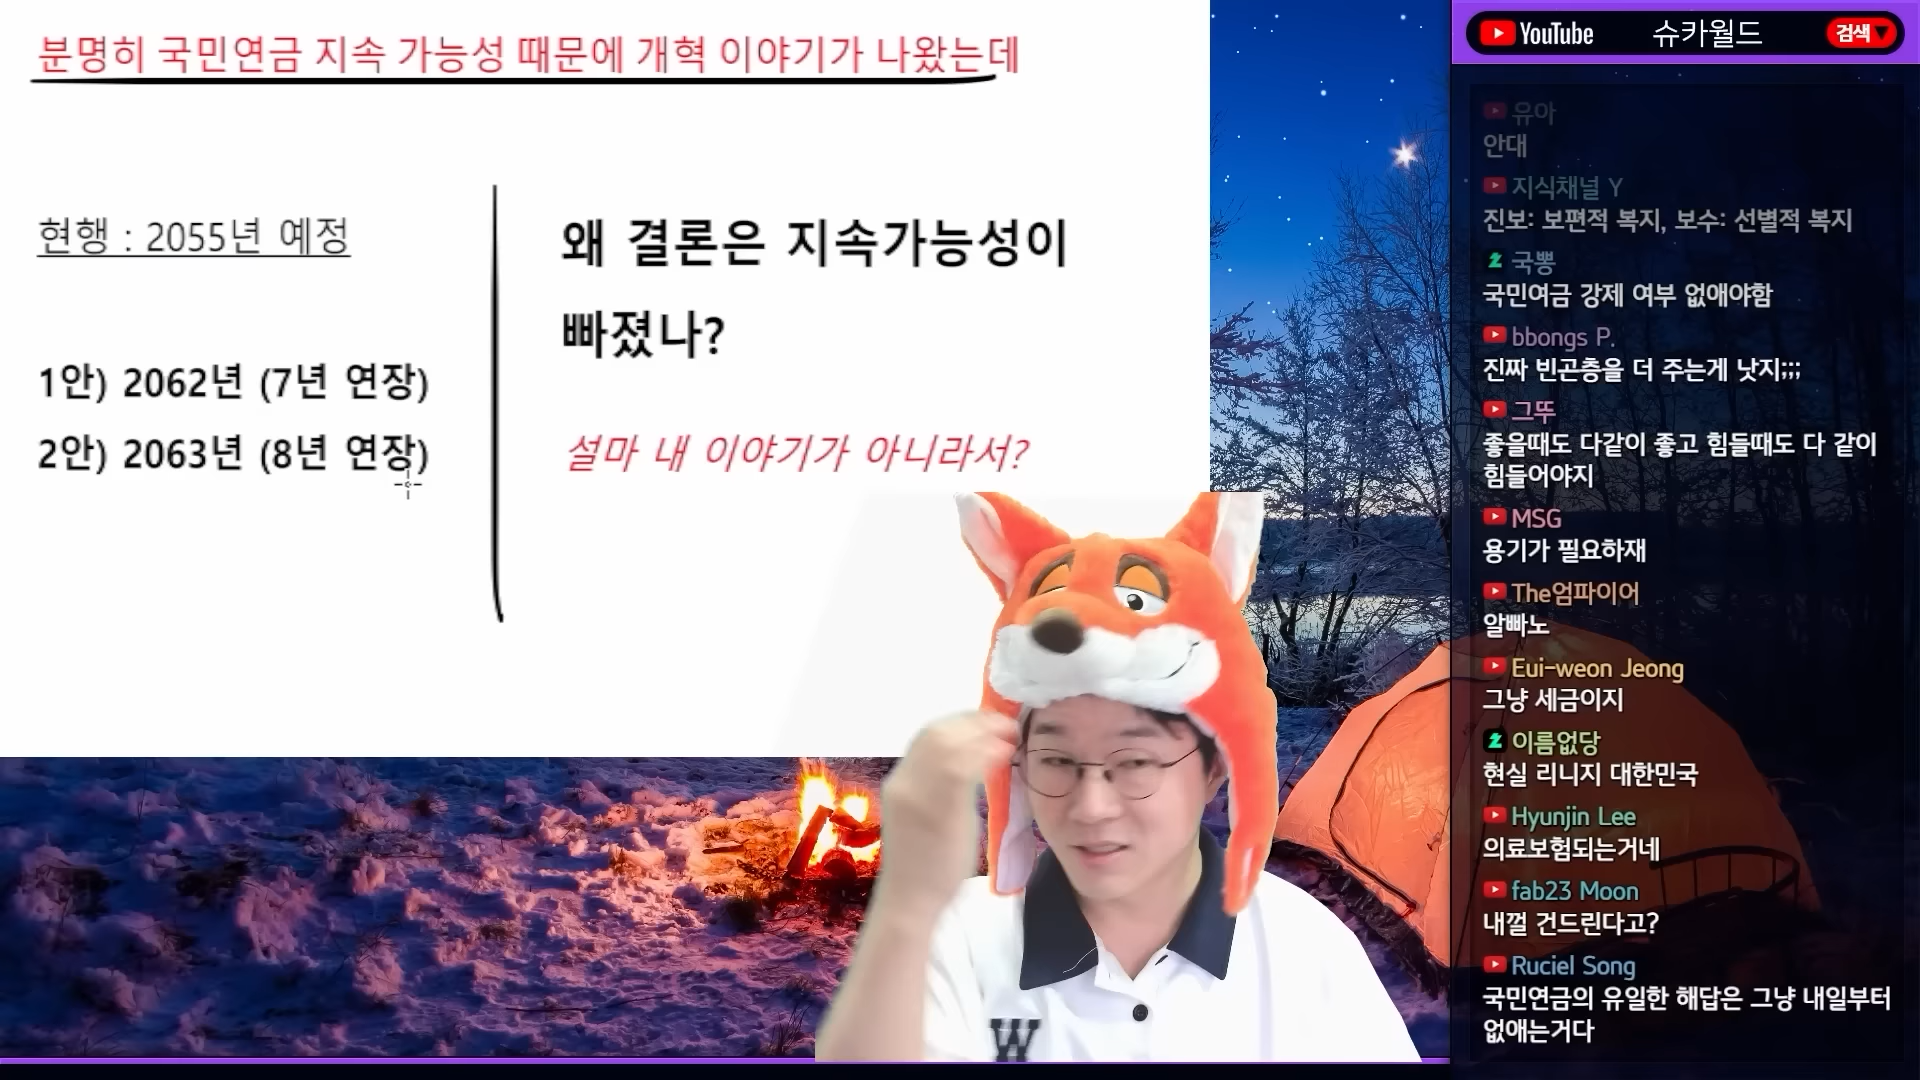 분명히 국민연금 지속 가능성 때문에 개혁 이야기가 나왔는데
현행 : 2055년 예정
1안) 2062년 (7년 연장)
2안) 2063년 (8년 연장)
왜 결론은 지속가능성이
빠졌나?
설마 내 이야기가 아니라서?
W
YouTube 슈카월드 검색
유아
안대
지식채널 Y
진보: 보편적 복지, 보수: 선별적 복지
국뽕
국민여금 강제 여부 없애야함
bbongs P.
진짜 빈곤층을 더 주는게 낫지;;;
그뚜
좋을때도 다같이 좋고 힘들때도 다 같이
힘들어야지
MSG
용기가 필요하재
The엄파이어
알빠노
Eui-weon Jeong
그냥 세금이지
이름없당
현실 리니지 대한민국
Hyunjin Lee
의료보험되는거네
fab23 Moon
내껄 건드린다고?
Ruciel Song
국민연금의 유일한 해답은 그냥 내일부터
없애는거다